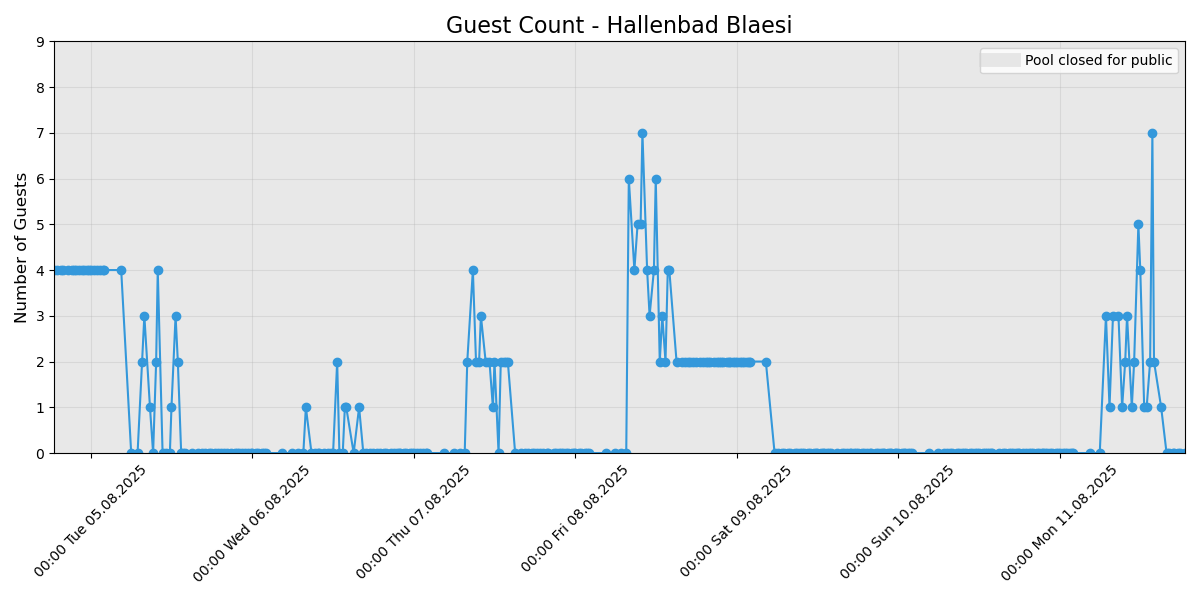 Guest Count - Hallenbad Blaesi
Pool closed for public
Number of Guests
9
8
7
6
5
4
3
2
1
0
00:00 Tue 05.08.2025
00:00 Wed 06.08.2025
00:00 Thu 07.08.2025
00:00 Fri 08.08.2025
00:00 Sat 09.08.2025
00:00 Sun 10.08.2025
00:00 Mon 11.08.2025